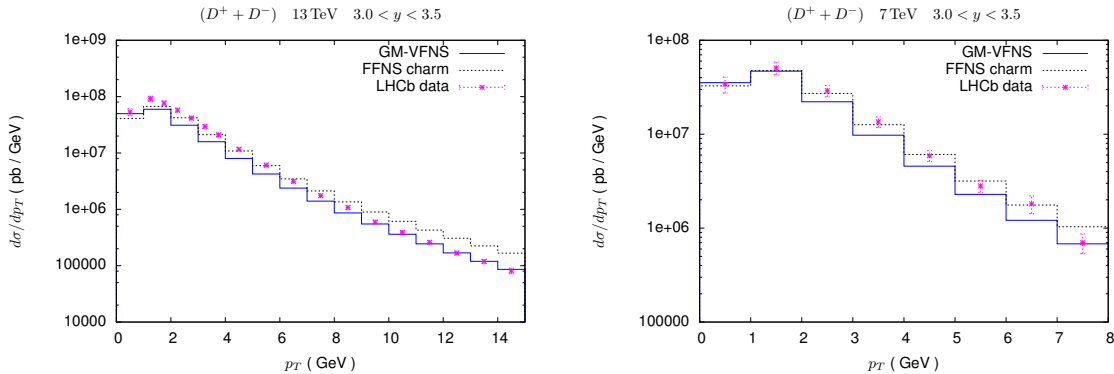 (D⁺ + D⁻) 13 TeV 3.0 < y < 3.5
1e+09
1e+08
1e+07
1e+06
100000
10000
dσ/dp_T ( pb / GeV )
GM-VFNS
FFNS charm
LHCb data
0 2 4 6 8 10 12 14
p_T ( GeV )
(D⁺ + D⁻) 7 TeV 3.0 < y < 3.5
1e+08
1e+07
1e+06
100000
dσ/dp_T ( pb / GeV )
GM-VFNS
FFNS charm
LHCb data
0 1 2 3 4 5 6 7 8
p_T ( GeV )